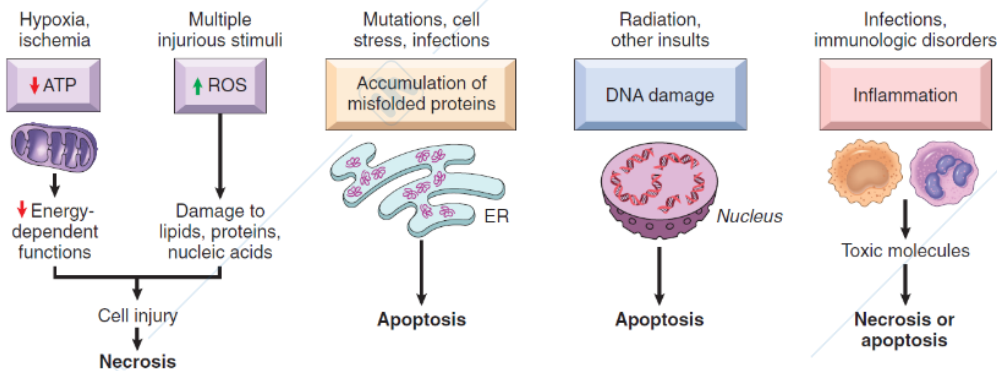 Hypoxia,
ischemia
ATP
Energy-
dependent
functions
Multiple
injurious stimuli
ROS
Damage to
lipids, proteins,
nucleic acids
Cell injury
Necrosis
Mutations, cell
stress, infections
Accumulation of
misfolded proteins
ER
Apoptosis
Radiation,
other insults
DNA damage
Nucleus
Apoptosis
Infections,
immunologic disorders
Inflammation
Toxic molecules
Necrosis or
apoptosis